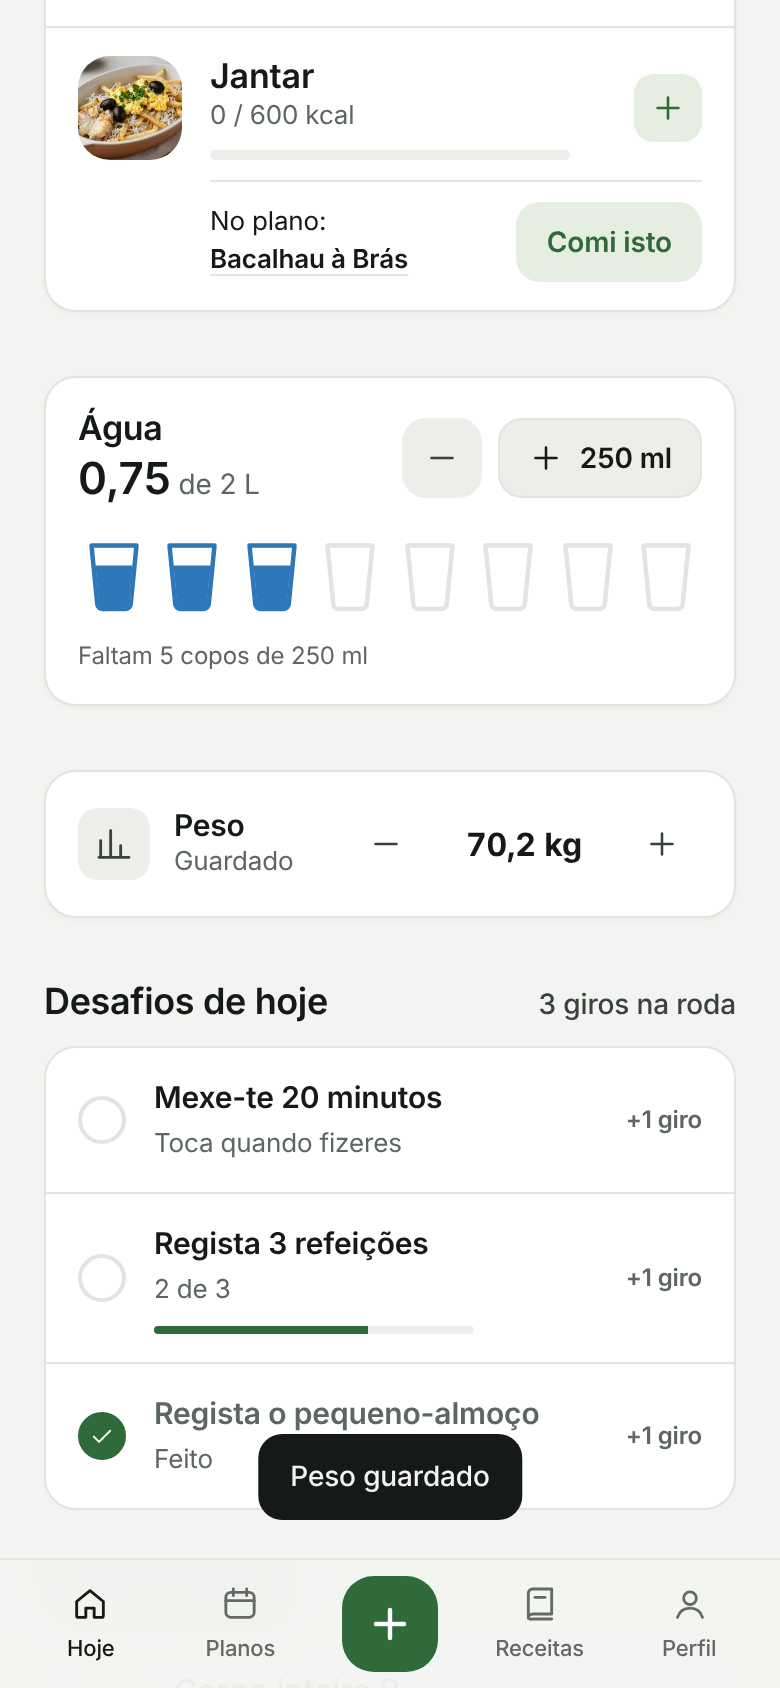 Jantar
0 / 600 kcal
No plano:
Bacalhau à Brás
Comi isto
Água
0,75 de 2 L
250 ml
Faltam 5 copos de 250 ml
Peso
Guardado
70,2 kg
Desafios de hoje
3 giros na roda
Mexe-te 20 minutos
Toca quando fizeres
+1 giro
Regista 3 refeições
2 de 3
+1 giro
Regista o pequeno-almoço
Feito
+1 giro
Peso guardado
Hoje
Planos
Receitas
Perfil